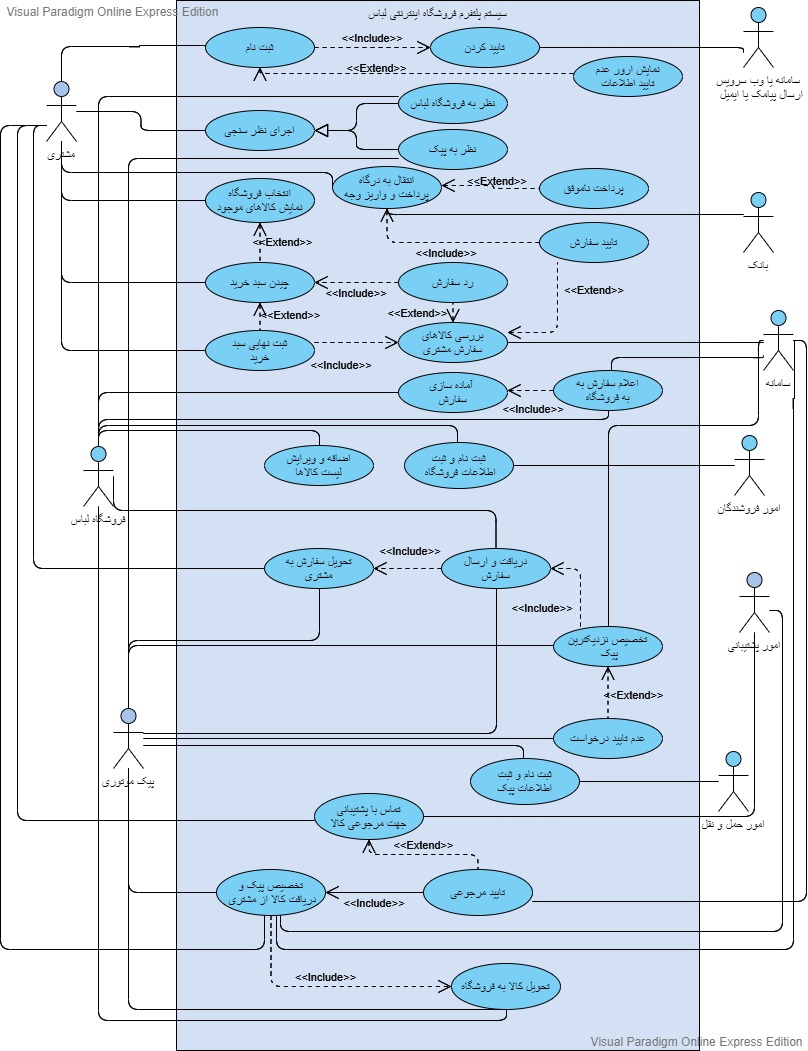 Visual Paradigm Online Express Edition
سیستم پلتفرم فروشگاه اینترنتی لباس
ثبت نام
<<Include>>
تایید کردن
<<Extend>>
نمایش ارور عدم
تایید اطلاعات
سامانه یا وب سرویس
ارسال پیامک یا ایمیل
مشتری
نظر به فروشگاه لباس
اجرای نظر سنجی
نظر به پیک
انتخاب فروشگاه
نمایش کالاهای موجود
انتقال به درگاه
پرداخت و واریز وجه
<<Extend>>
پرداخت ناموفق
<<Extend>>
تایید سفارش
<<Include>>
بانک
چیدن سبد خرید
<<Include>>
رد سفارش
<<Extend>>
<<Extend>>
<<Extend>>
ثبت نهایی سبد
خرید
<<Include>>
بررسی کالاهای
سفارش مشتری
سامانه
آماده سازی
سفارش
<<Include>>
اعلام سفارش به
به فروشگاه
اضافه و ویرایش
لیست کالاها
ثبت نام و ثبت
اطلاعات فروشگاه
امور فروشندگان
فروشگاه لباس
تحویل سفارش به
مشتری
<<Include>>
دریافت و ارسال
سفارش
<<Include>>
تخصیص نزدیکترین
پیک
امور پشتیبانی
<<Extend>>
عدم تایید درخواست
پیک موتوری
ثبت نام و ثبت
اطلاعات پیک
امور حمل و نقل
تماس با پشتیبانی
جهت مرجوعی کالا
<<Extend>>
تخصیص پیک و
دریافت کالا از مشتری
<<Include>>
تایید مرجوعی
<<Include>>
تحویل کالا به فروشگاه
Visual Paradigm Online Express Edition